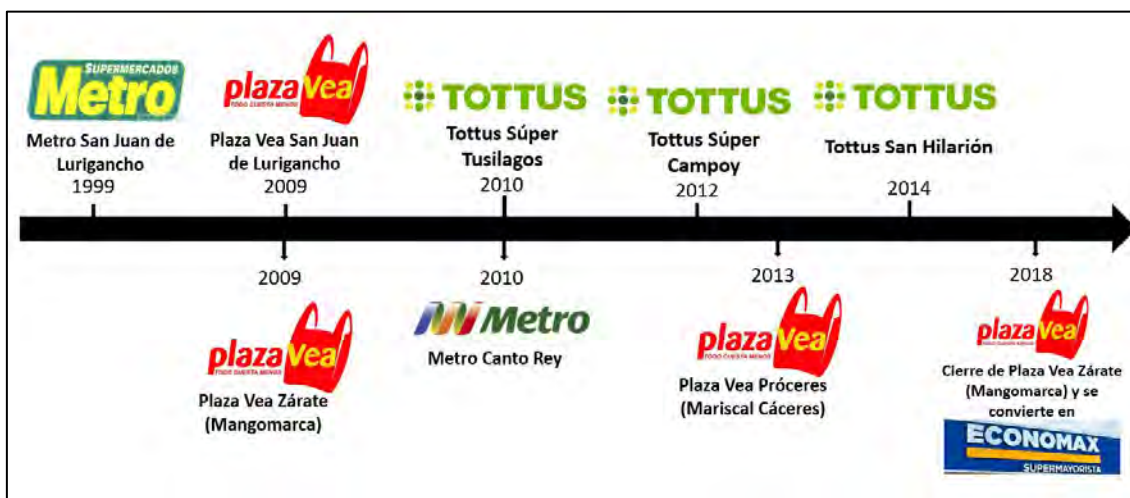 SUPERMERCADOS
Metro
Metro San Juan de
Lurigancho
1999
plaza Vea
TODO CUESTA MENOS
Plaza Vea San Juan
de Lurigancho
2009
TOTTUS
Tottus Súper
Tusilagos
2010
TOTTUS
Tottus Súper
Campoy
2012
TOTTUS
Tottus San Hilarión
2014
2009
plaza Vea
TODO CUESTA MENOS
Plaza Vea Zárate
(Mangomarca)
2010
Metro
Metro Canto Rey
2013
plaza Vea
TODO CUESTA MENOS
Plaza Vea Próceres
(Mariscal Cáceres)
2018
plaza Vea
TODO CUESTA MENOS
Cierre de Plaza Vea Zárate
(Mangomarca) y se
convierte en
ECONOMAX
SUPERMAYORISTA